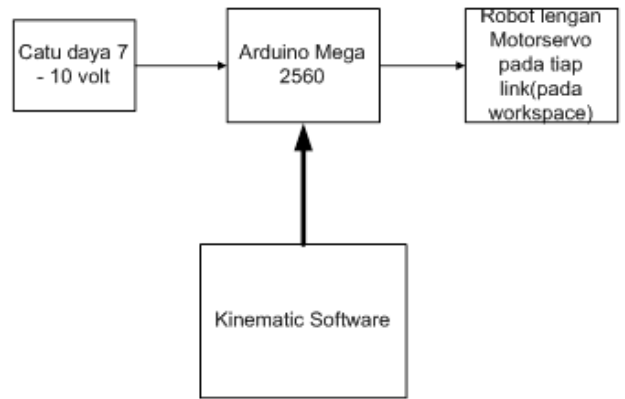 Catu daya 7
- 10 volt
Arduino Mega
2560
Robot lengan
Motorservo
pada tiap
link(pada
workspace)
Kinematic Software